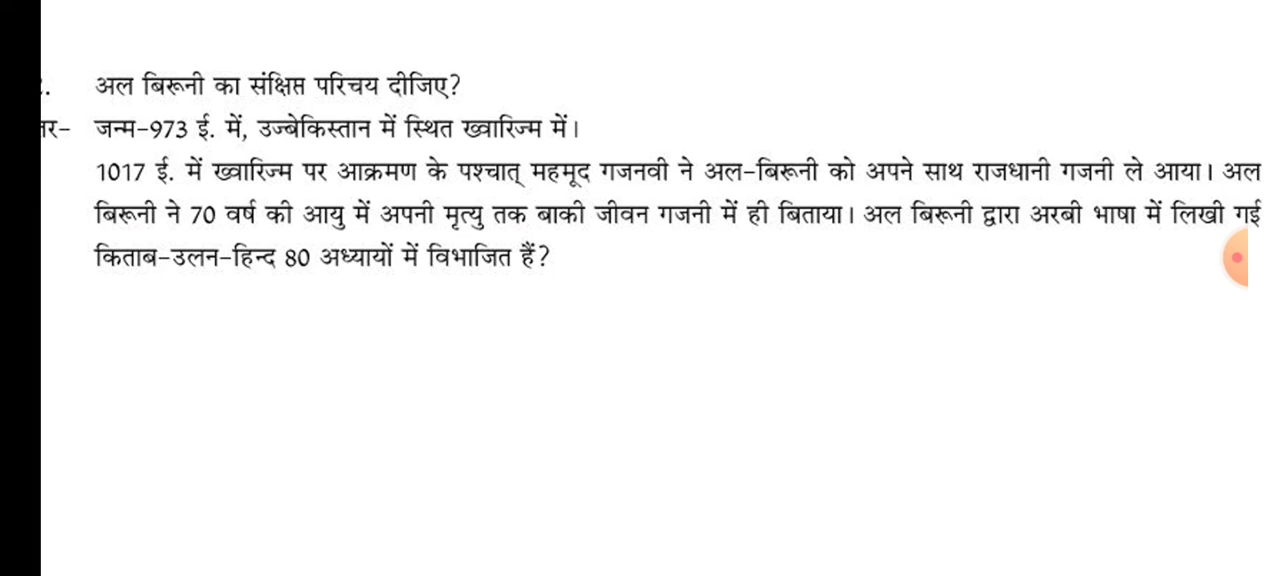 अल बिरूनी का संक्षिप्त परिचय दीजिए?
जन्म-973 ई. में, उज्बेकिस्तान में स्थित ख्वारिज्म में।
1017 ई. में ख्वारिज्म पर आक्रमण के पश्चात् महमूद गजनवी ने अल-बिरूनी को अपने साथ राजधानी गजनी ले आया। अल
बिरूनी ने 70 वर्ष की आयु में अपनी मृत्यु तक बाकी जीवन गजनी में ही बिताया। अल बिरूनी द्वारा अरबी भाषा में लिखी गई
किताब-उलन-हिन्द 80 अध्यायों में विभाजित हैं?